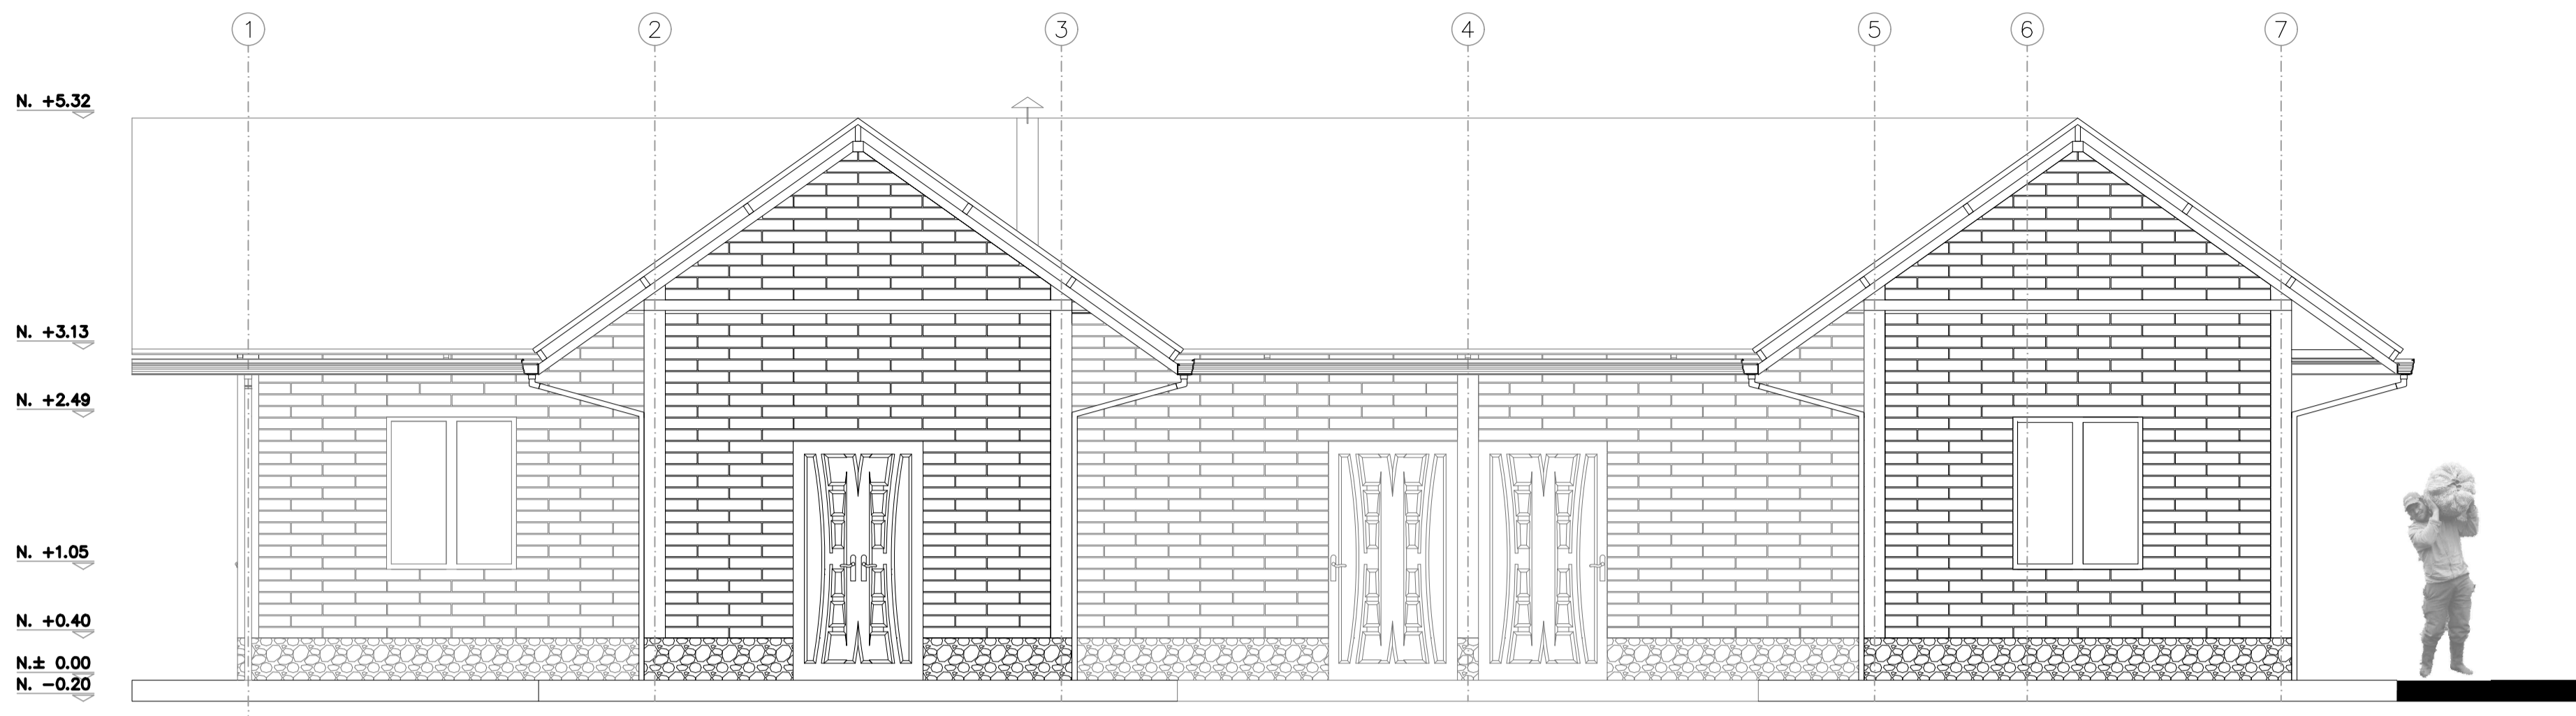 1 2 3 4 5 6 7
N. +5.32
N. +3.13
N. +2.49
N. +1.05
N. +0.40
N.± 0.00
N. -0.20